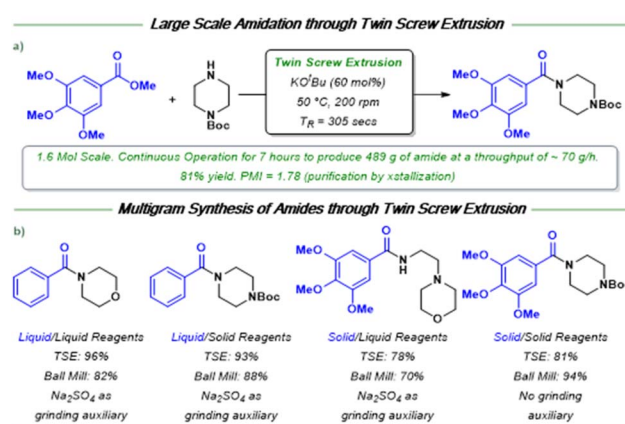 Large Scale Amidation through Twin Screw Extrusion
a)
MeO
MeO
OMe
O
OMe
+
H
N
N
Boc
Twin Screw Extrusion
KOᵗBu (60 mol%)
50 °C, 200 rpm
T_R = 305 secs
MeO
MeO
OMe
O
N
N
Boc
1.6 Mol Scale. Continuous Operation for 7 hours to produce 489 g of amide at a throughput of ~ 70 g/h.
81% yield. PMI = 1.78 (purification by xstallization)
Multigram Synthesis of Amides through Twin Screw Extrusion
b)
O
N
O
Liquid/Liquid Reagents
TSE: 96%
Ball Mill: 82%
Na₂SO₄ as
grinding auxiliary
O
N
N
Boc
Liquid/Solid Reagents
TSE: 93%
Ball Mill: 88%
Na₂SO₄ as
grinding auxiliary
MeO
MeO
OMe
O
N
H
N
O
Solid/Liquid Reagents
TSE: 78%
Ball Mill: 70%
Na₂SO₄ as
grinding auxiliary
MeO
MeO
OMe
O
N
N
Boc
Solid/Solid Reagents
TSE: 81%
Ball Mill: 94%
No grinding
auxiliary